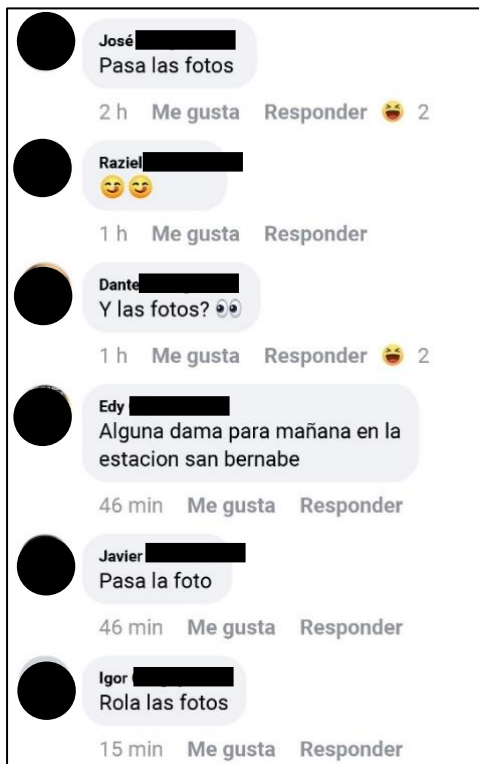 José
Pasa las fotos
2 h Me gusta Responder 😆 2
Raziel
😏😏
1 h Me gusta Responder
Dante
Y las fotos? 👀
1 h Me gusta Responder 😆 2
Edy
Alguna dama para mañana en la
estacion san bernabe
46 min Me gusta Responder
Javier
Pasa la foto
46 min Me gusta Responder
Igor
Rola las fotos
15 min Me gusta Responder